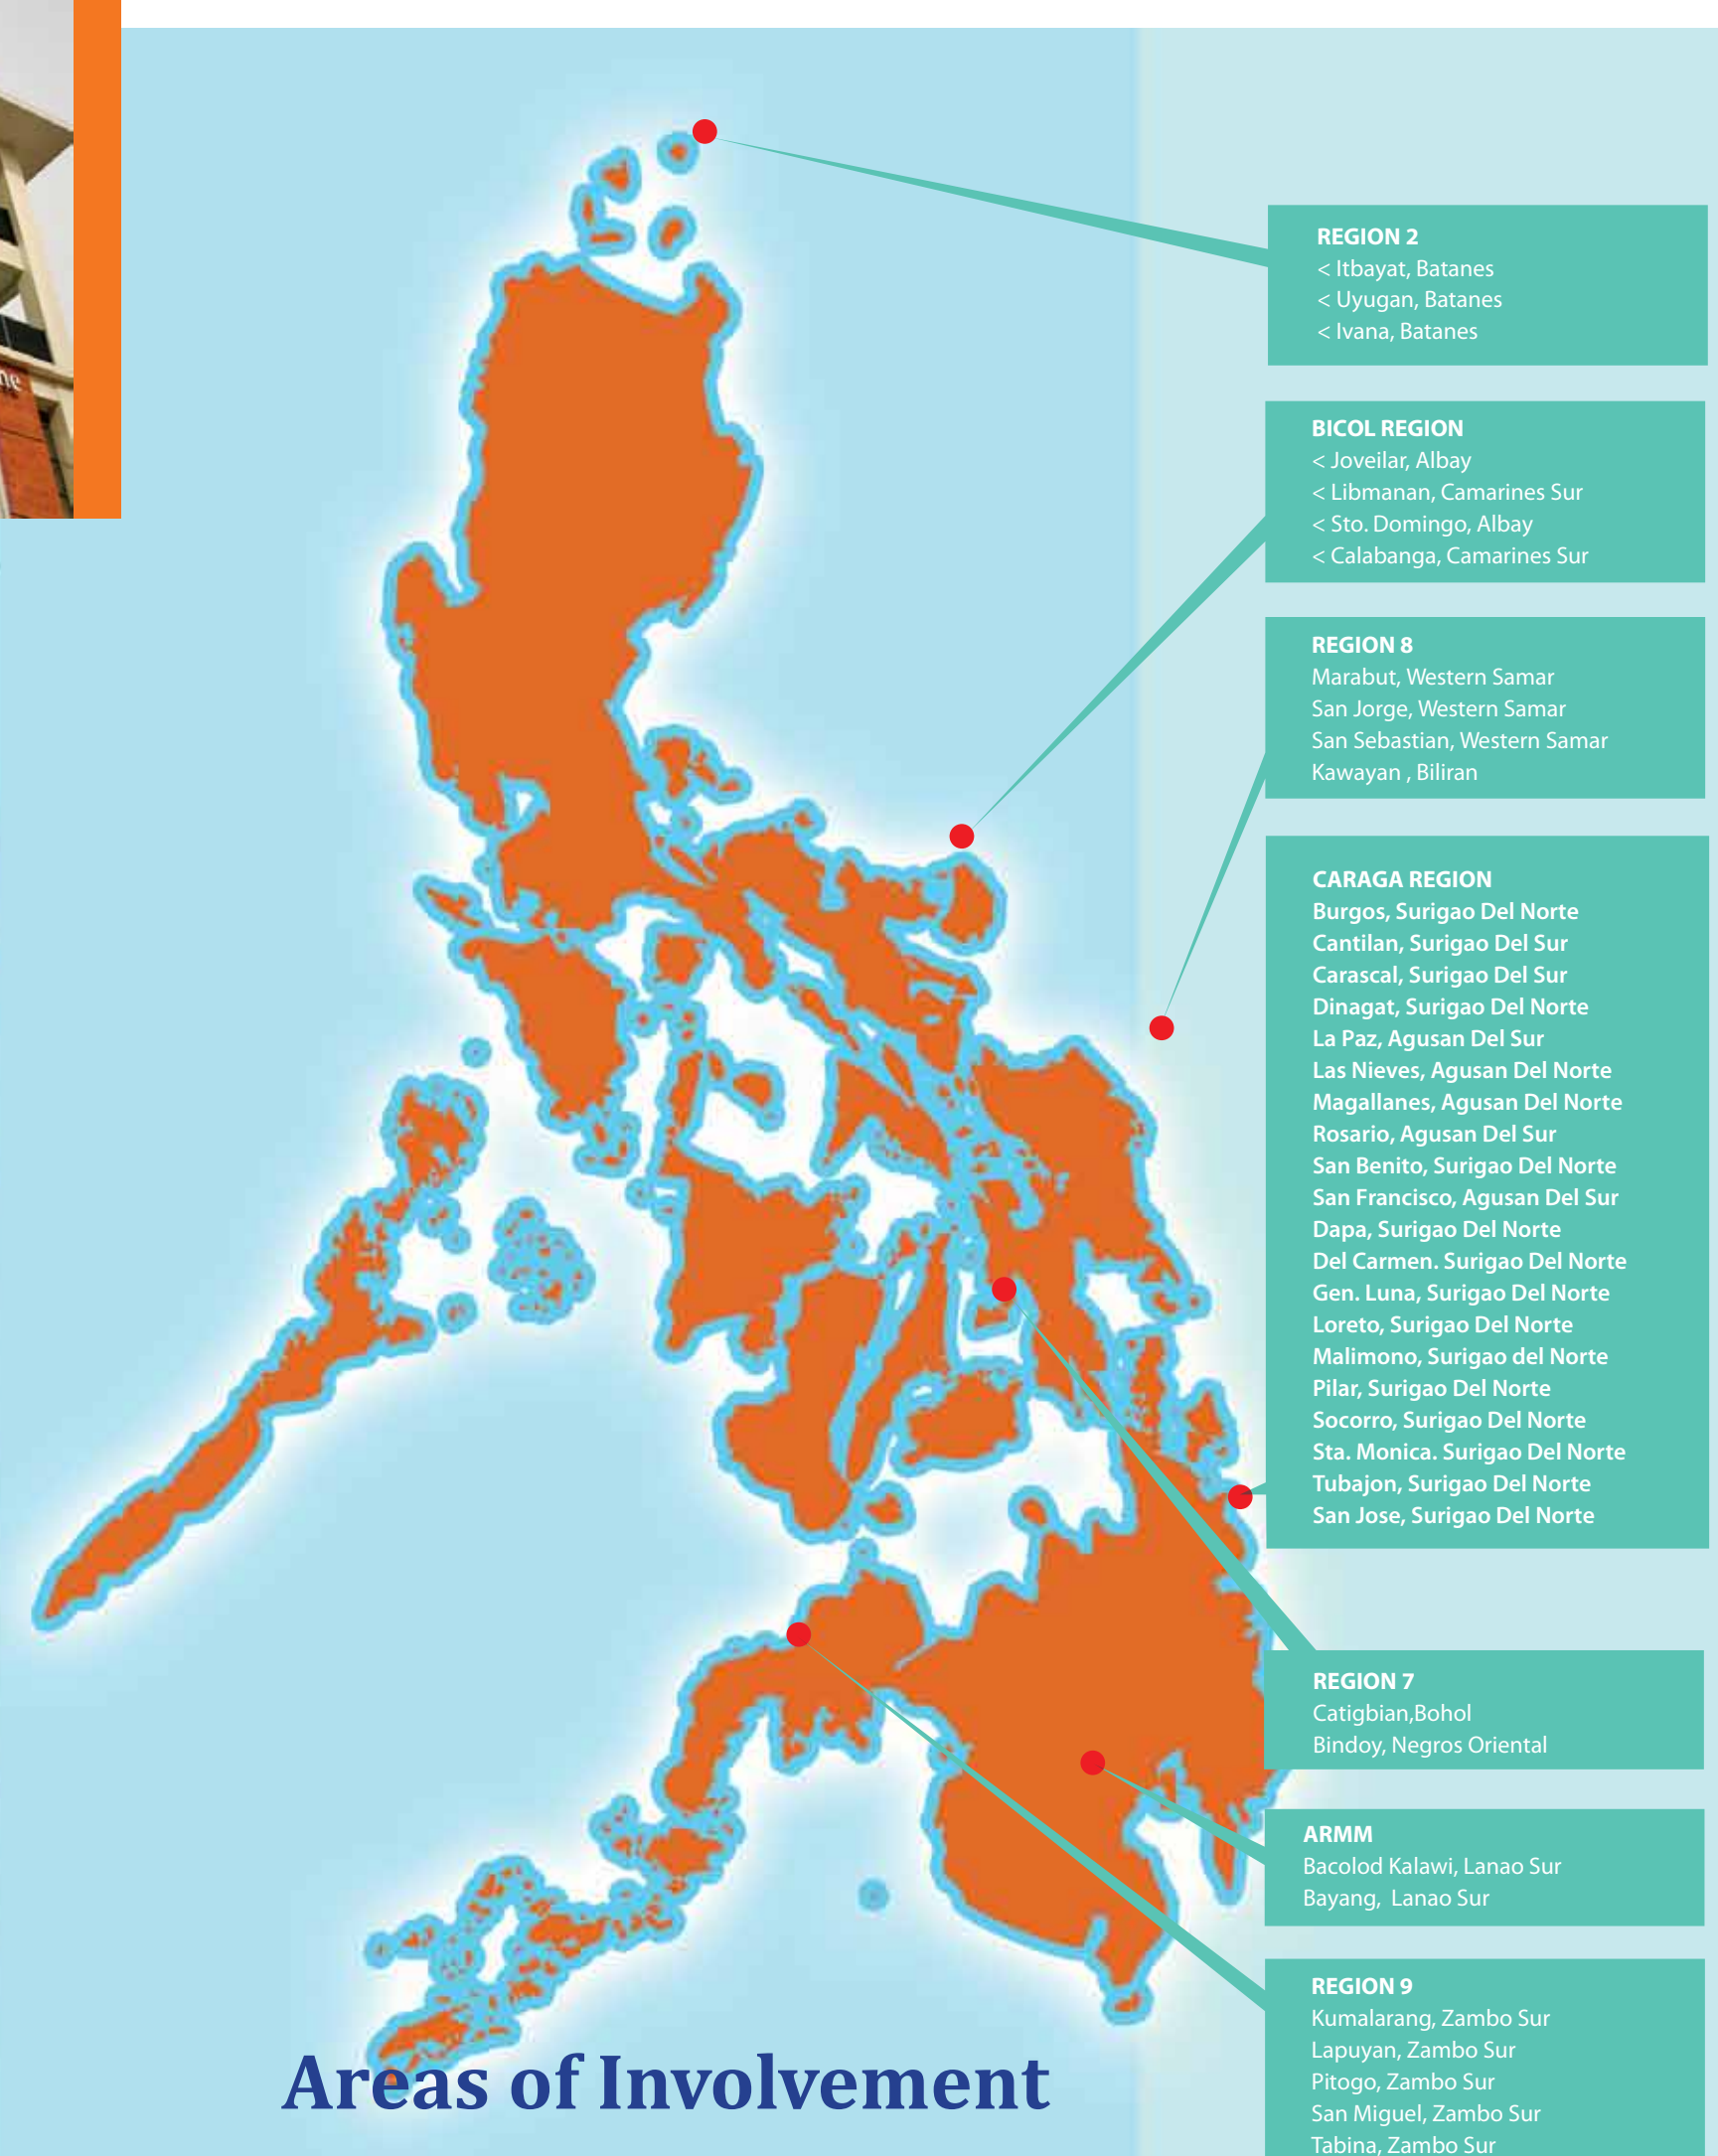 REGION 2
< Itbayat, Batanes
< Uyugan, Batanes
< Ivana, Batanes
BICOL REGION
< Joveilar, Albay
< Libmanan, Camarines Sur
< Sto. Domingo, Albay
< Calabanga, Camarines Sur
REGION 8
Marabut, Western Samar
San Jorge, Western Samar
San Sebastian, Western Samar
Kawayan , Biliran
CARAGA REGION
Burgos, Surigao Del Norte
Cantilan, Surigao Del Sur
Carascal, Surigao Del Sur
Dinagat, Surigao Del Norte
La Paz, Agusan Del Sur
Las Nieves, Agusan Del Norte
Magallanes, Agusan Del Norte
Rosario, Agusan Del Sur
San Benito, Surigao Del Norte
San Francisco, Agusan Del Sur
Dapa, Surigao Del Norte
Del Carmen. Surigao Del Norte
Gen. Luna, Surigao Del Norte
Loreto, Surigao Del Norte
Malimono, Surigao del Norte
Pilar, Surigao Del Norte
Socorro, Surigao Del Norte
Sta. Monica. Surigao Del Norte
Tubajon, Surigao Del Norte
San Jose, Surigao Del Norte
REGION 7
Catigbian,Bohol
Bindoy, Negros Oriental
ARMM
Bacolod Kalawi, Lanao Sur
Bayang, Lanao Sur
REGION 9
Kumalarang, Zambo Sur
Lapuyan, Zambo Sur
Pitogo, Zambo Sur
San Miguel, Zambo Sur
Tabina, Zambo Sur
Areas of Involvement